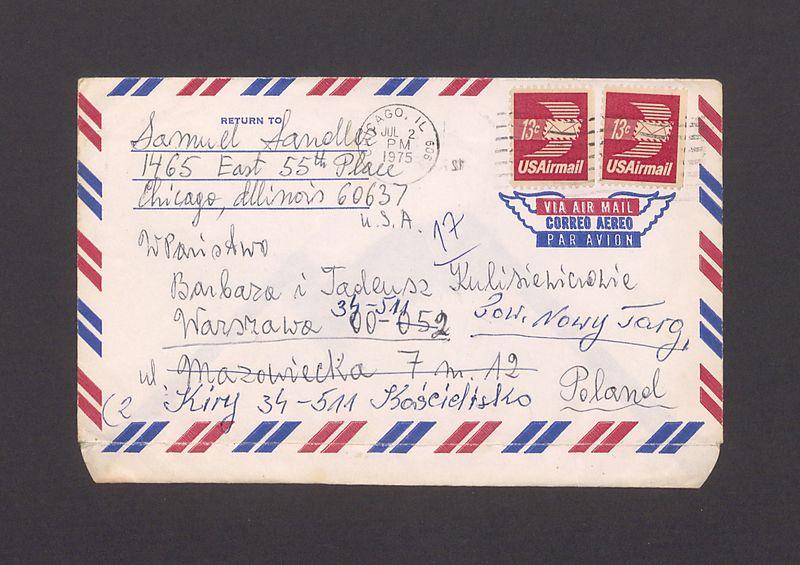 RETURN TO
Samuel Sandler
1465 East 55th Place
Chicago, Illinois 60637
U.S.A.
CHICAGO, IL 606
JUL 2
PM
1975
13c
USAirmail
13c
USAirmail
VIA AIR MAIL
CORREO AEREO
PAR AVION
17
WPaństwo
Barbara i Tadeusz Kulisiewiczowie
34-511
Warszawa 00-052
pow. Nowy Targ,
ul Mazowiecka 7 m. 12
Poland
(2 Kiry 34-511 Kościelisko